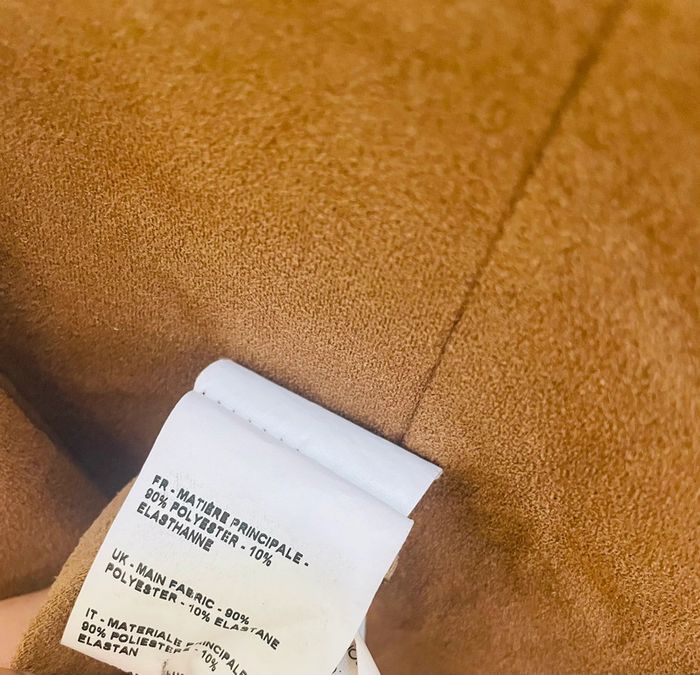 FR - MATIÈRE PRINCIPALE -
90% POLYESTER - 10%
ELASTHANNE
UK - MAIN FABRIC - 90%
POLYESTER - 10% ELASTANE
IT - MATERIALE PRINCIPALE
90% POLIESTER - 10%
ELASTAN